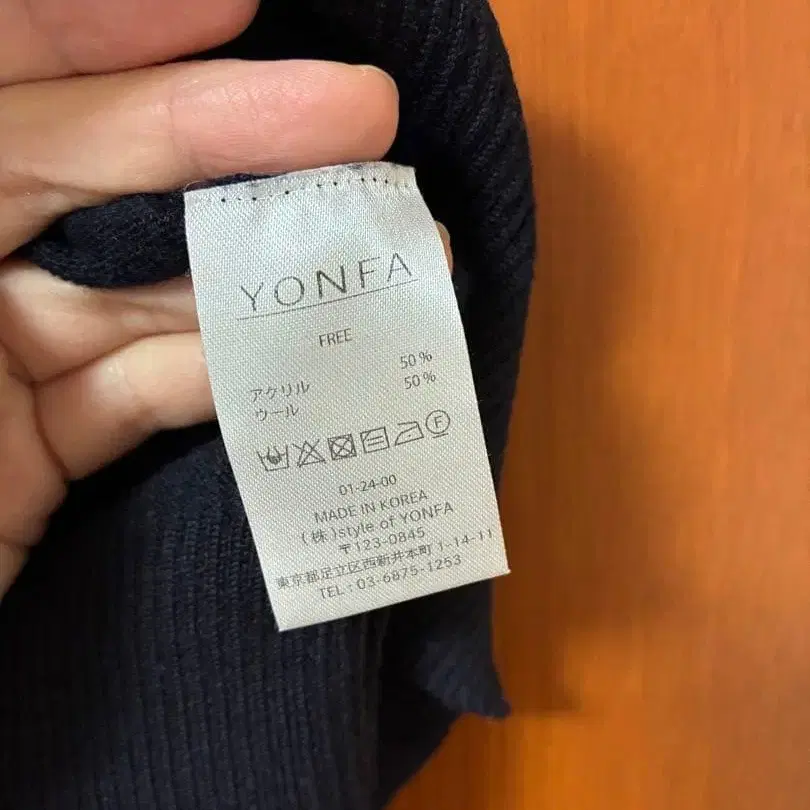 YONFA
FREE
アクリル 50%
ウール 50%
F
01-24-00
MADE IN KOREA
(株)style of YONFA
〒123-0845
東京都足立区西新井本町 1-14-11
TEL : 03-6875-1253